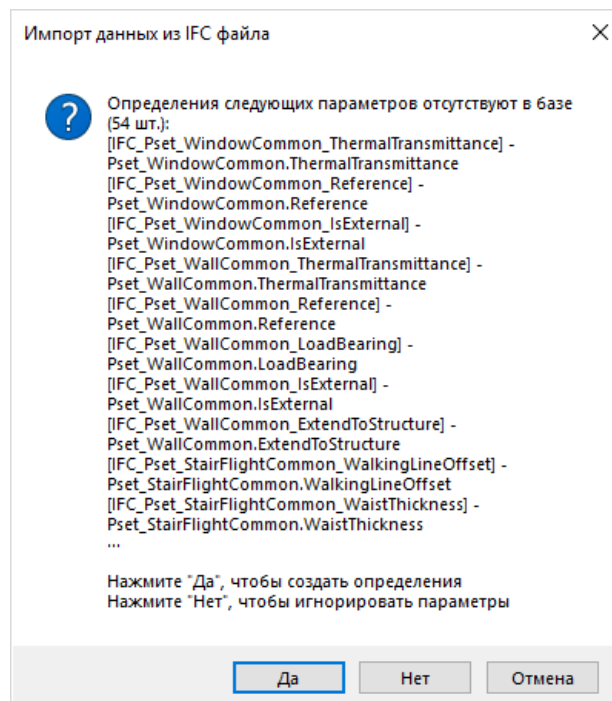 Импорт данных из IFC файла
Определения следующих параметров отсутствуют в базе
(54 шт.):
[IFC_Pset_WindowCommon_ThermalTransmittance] -
Pset_WindowCommon.ThermalTransmittance
[IFC_Pset_WindowCommon_Reference] -
Pset_WindowCommon.Reference
[IFC_Pset_WindowCommon_IsExternal] -
Pset_WindowCommon.IsExternal
[IFC_Pset_WallCommon_ThermalTransmittance] -
Pset_WallCommon.ThermalTransmittance
[IFC_Pset_WallCommon_Reference] -
Pset_WallCommon.Reference
[IFC_Pset_WallCommon_LoadBearing] -
Pset_WallCommon.LoadBearing
[IFC_Pset_WallCommon_IsExternal] -
Pset_WallCommon.IsExternal
[IFC_Pset_WallCommon_ExtendToStructure] -
Pset_WallCommon.ExtendToStructure
[IFC_Pset_StairFlightCommon_WalkingLineOffset] -
Pset_StairFlightCommon.WalkingLineOffset
[IFC_Pset_StairFlightCommon_WaistThickness] -
Pset_StairFlightCommon.WaistThickness
...
Нажмите "Да", чтобы создать определения
Нажмите "Нет", чтобы игнорировать параметры
Да Нет Отмена